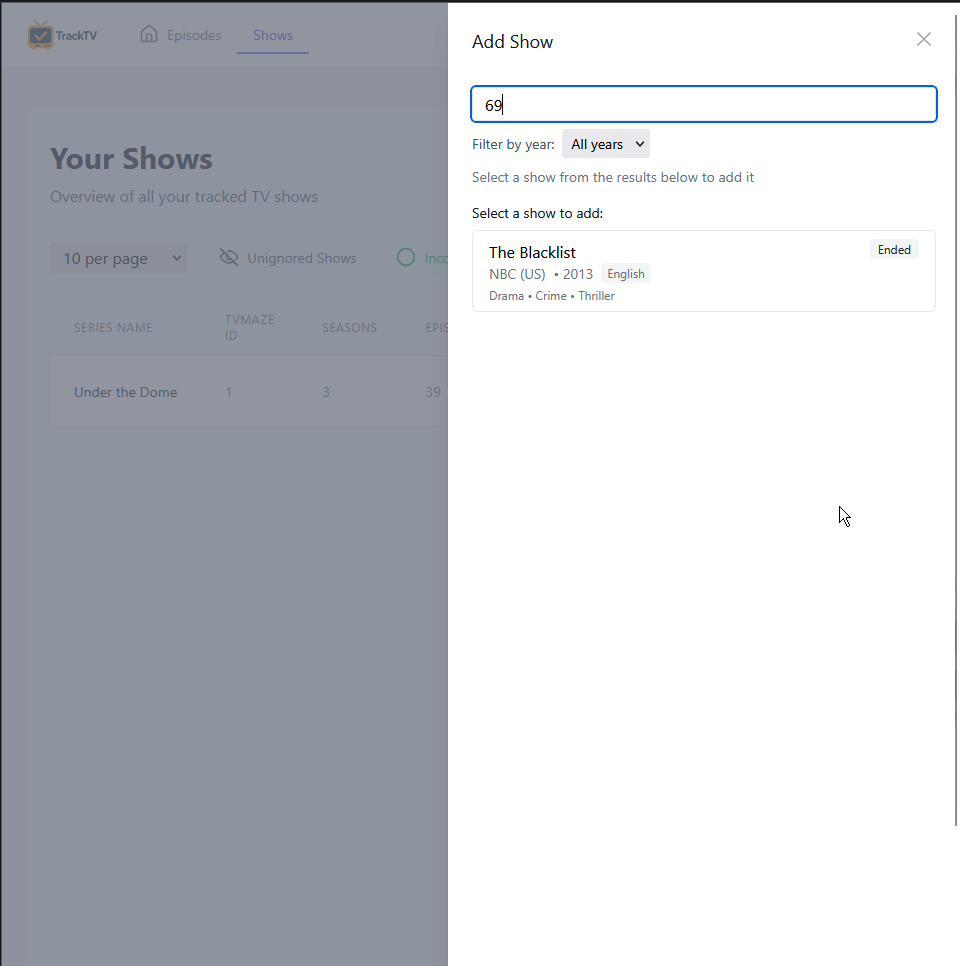 TrackTV
Episodes
Shows
Your Shows
Overview of all your tracked TV shows
10 per page
Unignored Shows
SERIES NAME
TVMAZE
ID
SEASONS
Under the Dome
1
3
39
Add Show
69
Filter by year:
All years
Select a show from the results below to add it
Select a show to add:
The Blacklist
Ended
NBC (US) • 2013
English
Drama • Crime • Thriller